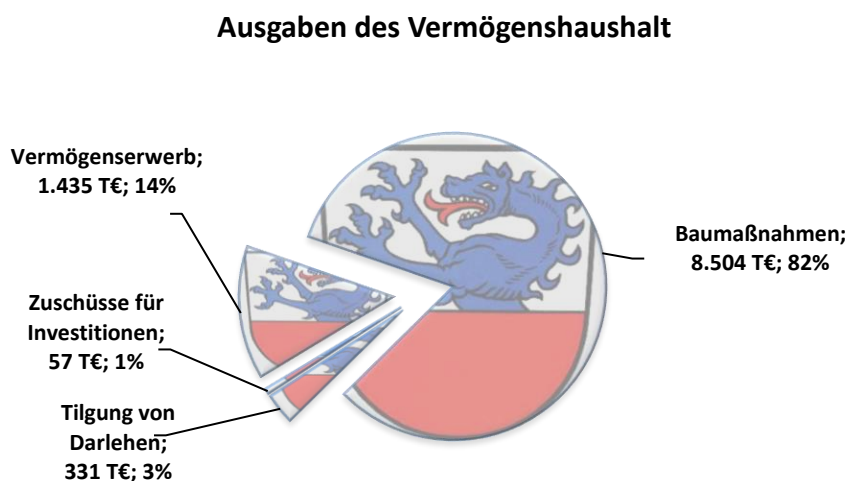 Ausgaben des Vermögenshaushalt
Vermögenserwerb;
1.435 T€; 14%
Baumaßnahmen;
8.504 T€; 82%
Zuschüsse für
Investitionen;
57 T€; 1%
Tilgung von
Darlehen;
331 T€; 3%